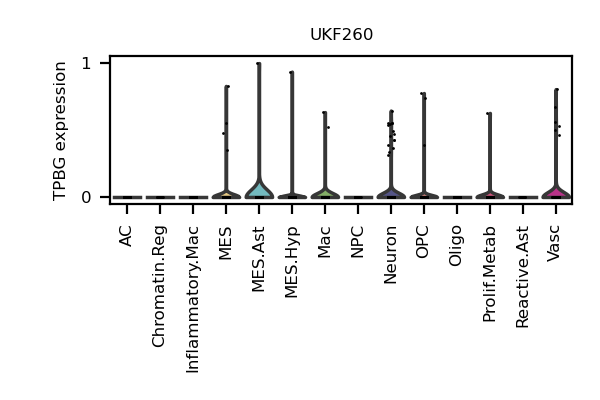 UKF260
TPBG expression
1
0
AC
Chromatin.Reg
Inflammatory.Mac
MES
MES.Ast
MES.Hyp
Mac
NPC
Neuron
OPC
Oligo
Prolif.Metab
Reactive.Ast
Vasc